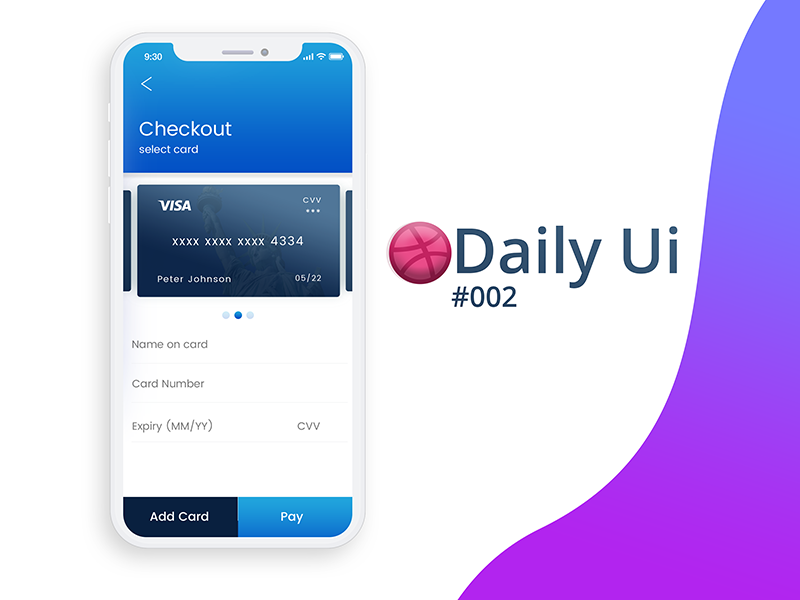 9:30
Checkout
select card
VISA
CVV
***
xxxx xxxx xxxx 4334
Peter Johnson
05/22
Name on card
Card Number
Expiry (MM/YY)
CVV
Add Card
Pay
Daily Ui
#002